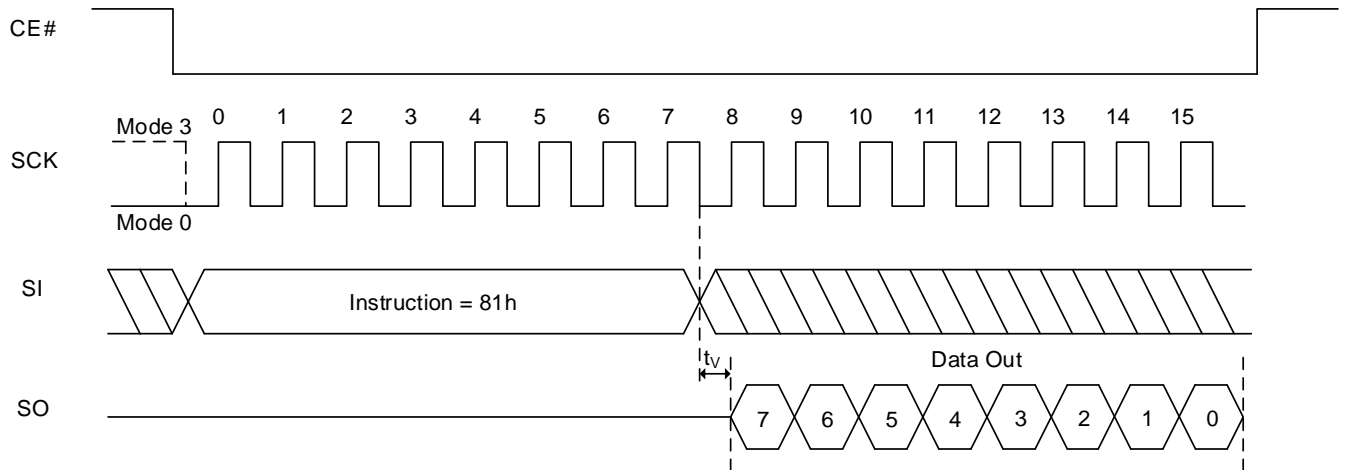 CE#
Mode 3 0 1 2 3 4 5 6 7 8 9 10 11 12 13 14 15
SCK
Mode 0
SI
Instruction = 81h
tV Data Out
SO 7 6 5 4 3 2 1 0